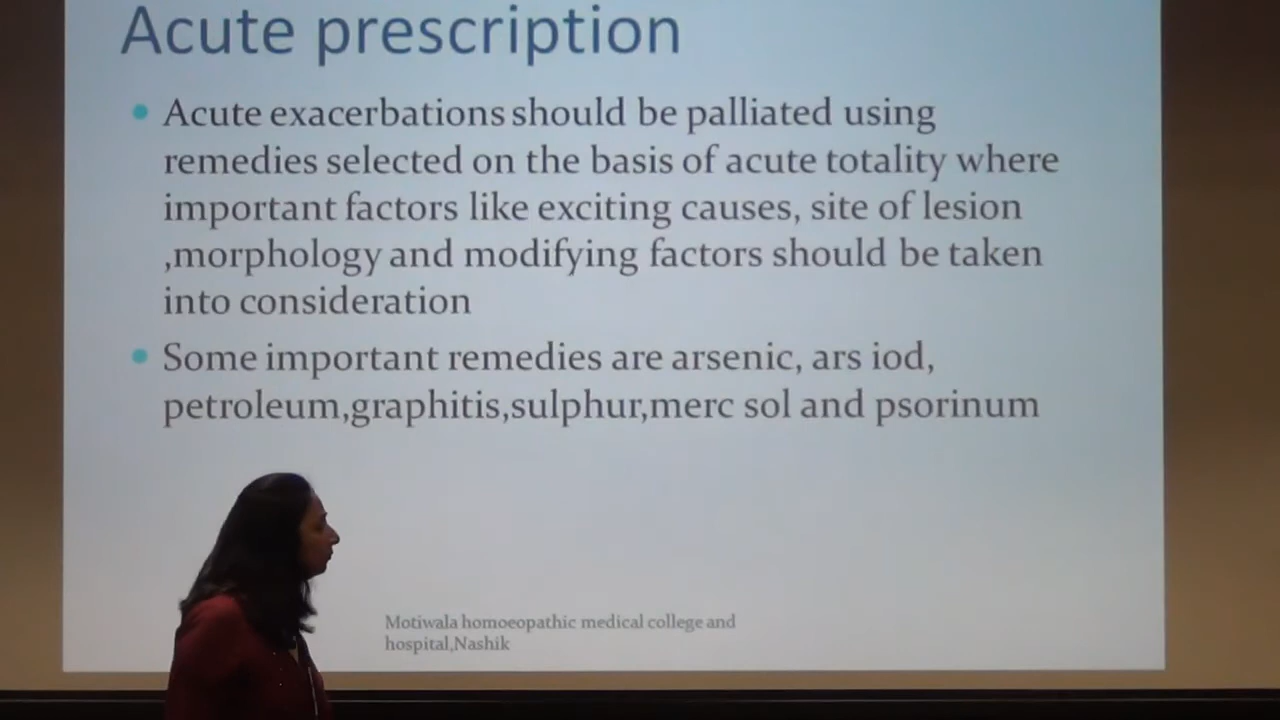 Acute prescription
Acute exacerbations should be palliated using
remedies selected on the basis of acute totality where
important factors like exciting causes, site of lesion
,morphology and modifying factors should be taken
into consideration
Some important remedies are arsenic, ars iod,
petroleum,graphitis,sulphur,merc sol and psorinum
Motiwala homoeopathic medical college and
hospital,Nashik